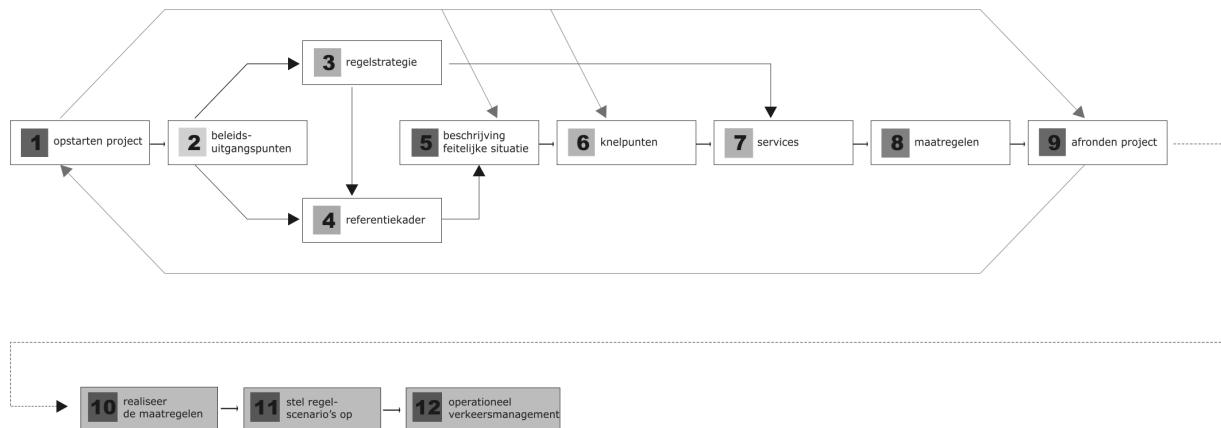 3 regelstrategie
1 opstarten project
2 beleids-
uitgangspunten
5 beschrijving
feitelijke situatie
6 knelpunten
7 services
8 maatregelen
9 afronden project
4 referentiekader
10 realiseer
de maatregelen
11 stel regel-
scenario's op
12 operationeel
verkeersmanagement